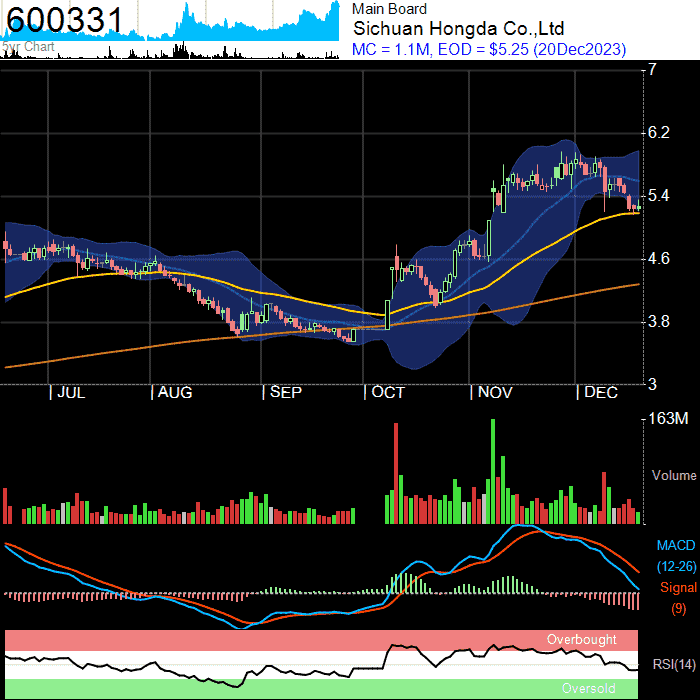 600331
5yr Chart
Main Board
Sichuan Hongda Co.,Ltd
MC = 1.1M, EOD = $5.25 (20Dec2023)
7
6.2
5.4
4.6
3.8
3
| JUL | AUG | SEP | OCT | NOV | DEC
163M
Volume
MACD
(12-26)
Signal
(9)
Overbought
RSI(14)
Oversold